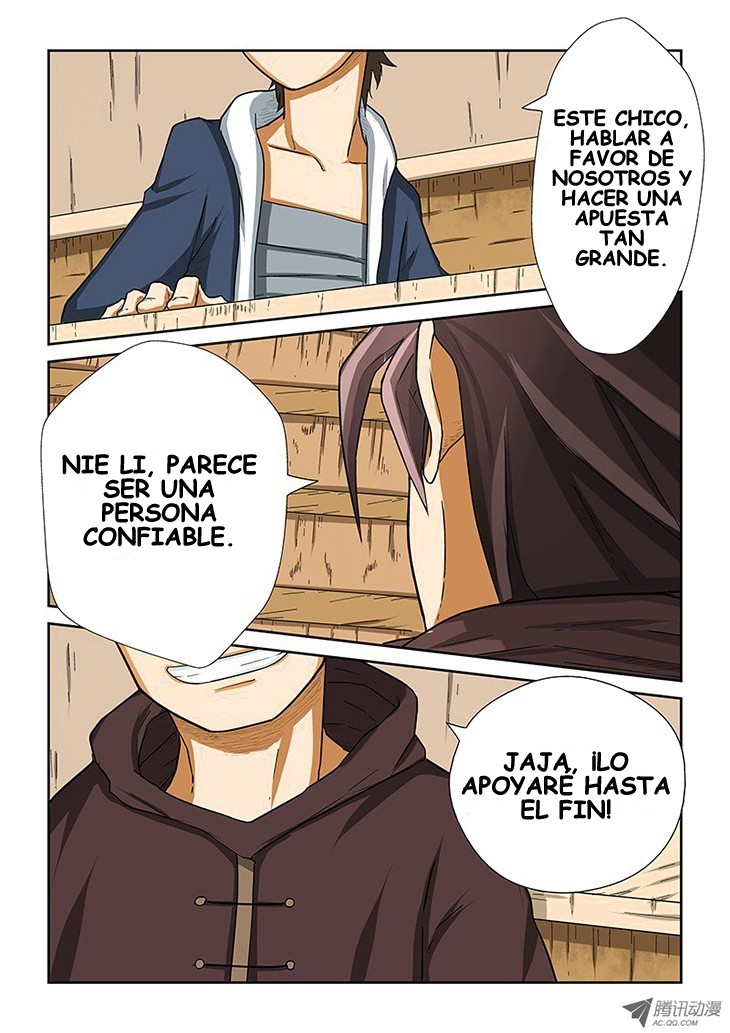 ESTE CHICO,
HABLAR A
FAVOR DE
NOSOTROS Y
HACER UNA
APUESTA
TAN
GRANDE.
NIE LI, PARECE
SER UNA
PERSONA
CONFIABLE.
JAJA, ¡LO
APOYARÉ HASTA
EL FIN!
腾讯动漫
AC.QQ.COM